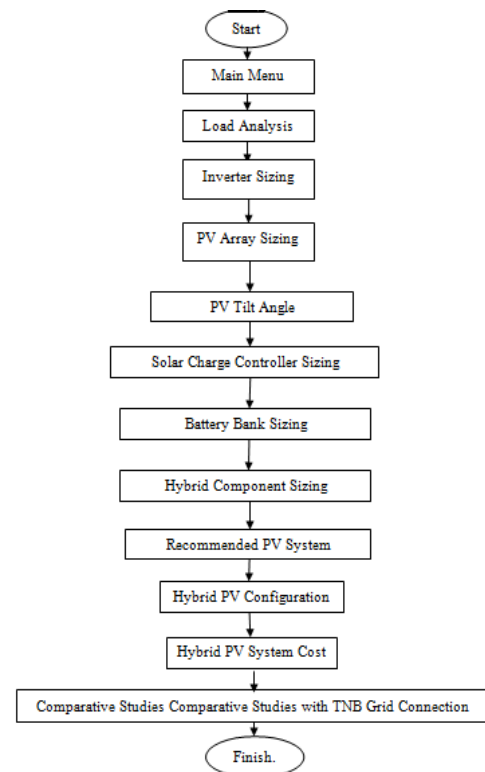 Start
Main Menu
Load Analysis
Inverter Sizing
PV Array Sizing
PV Tilt Angle
Solar Charge Controller Sizing
Battery Bank Sizing
Hybrid Component Sizing
Recommended PV System
Hybrid PV Configuration
Hybrid PV System Cost
Comparative Studies Comparative Studies with TNB Grid Connection
Finish.